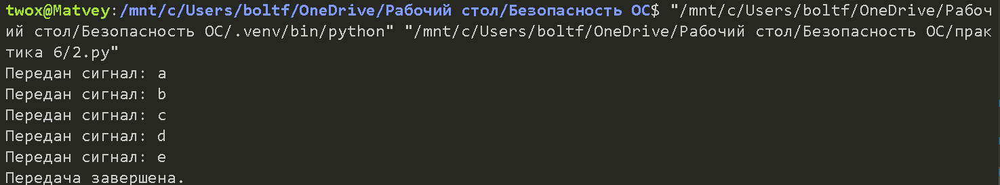 twox@Matvey:/mnt/c/Users/boltf/OneDrive/Рабочий стол/Безопасность ОС$ "/mnt/c/Users/boltf/OneDrive/Рабоч
ий стол/Безопасность ОС/.venv/bin/python" "/mnt/c/Users/boltf/OneDrive/Рабочий стол/Безопасность ОС/прак
тика 6/2.py"
Передан сигнал: a
Передан сигнал: b
Передан сигнал: c
Передан сигнал: d
Передан сигнал: e
Передача завершена.